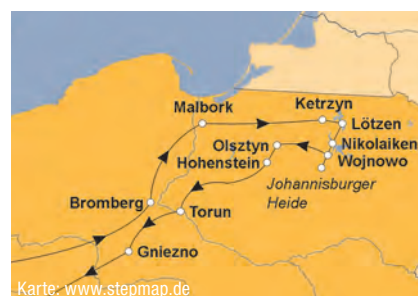 Ketrzyn
Malbork
Lötzen
Olsztyn
Nikolaiken
Hohenstein
Wojnowo
Johannisburger
Heide
Bromberg
Torun
Gniezno
Karte: www.stepmap.de